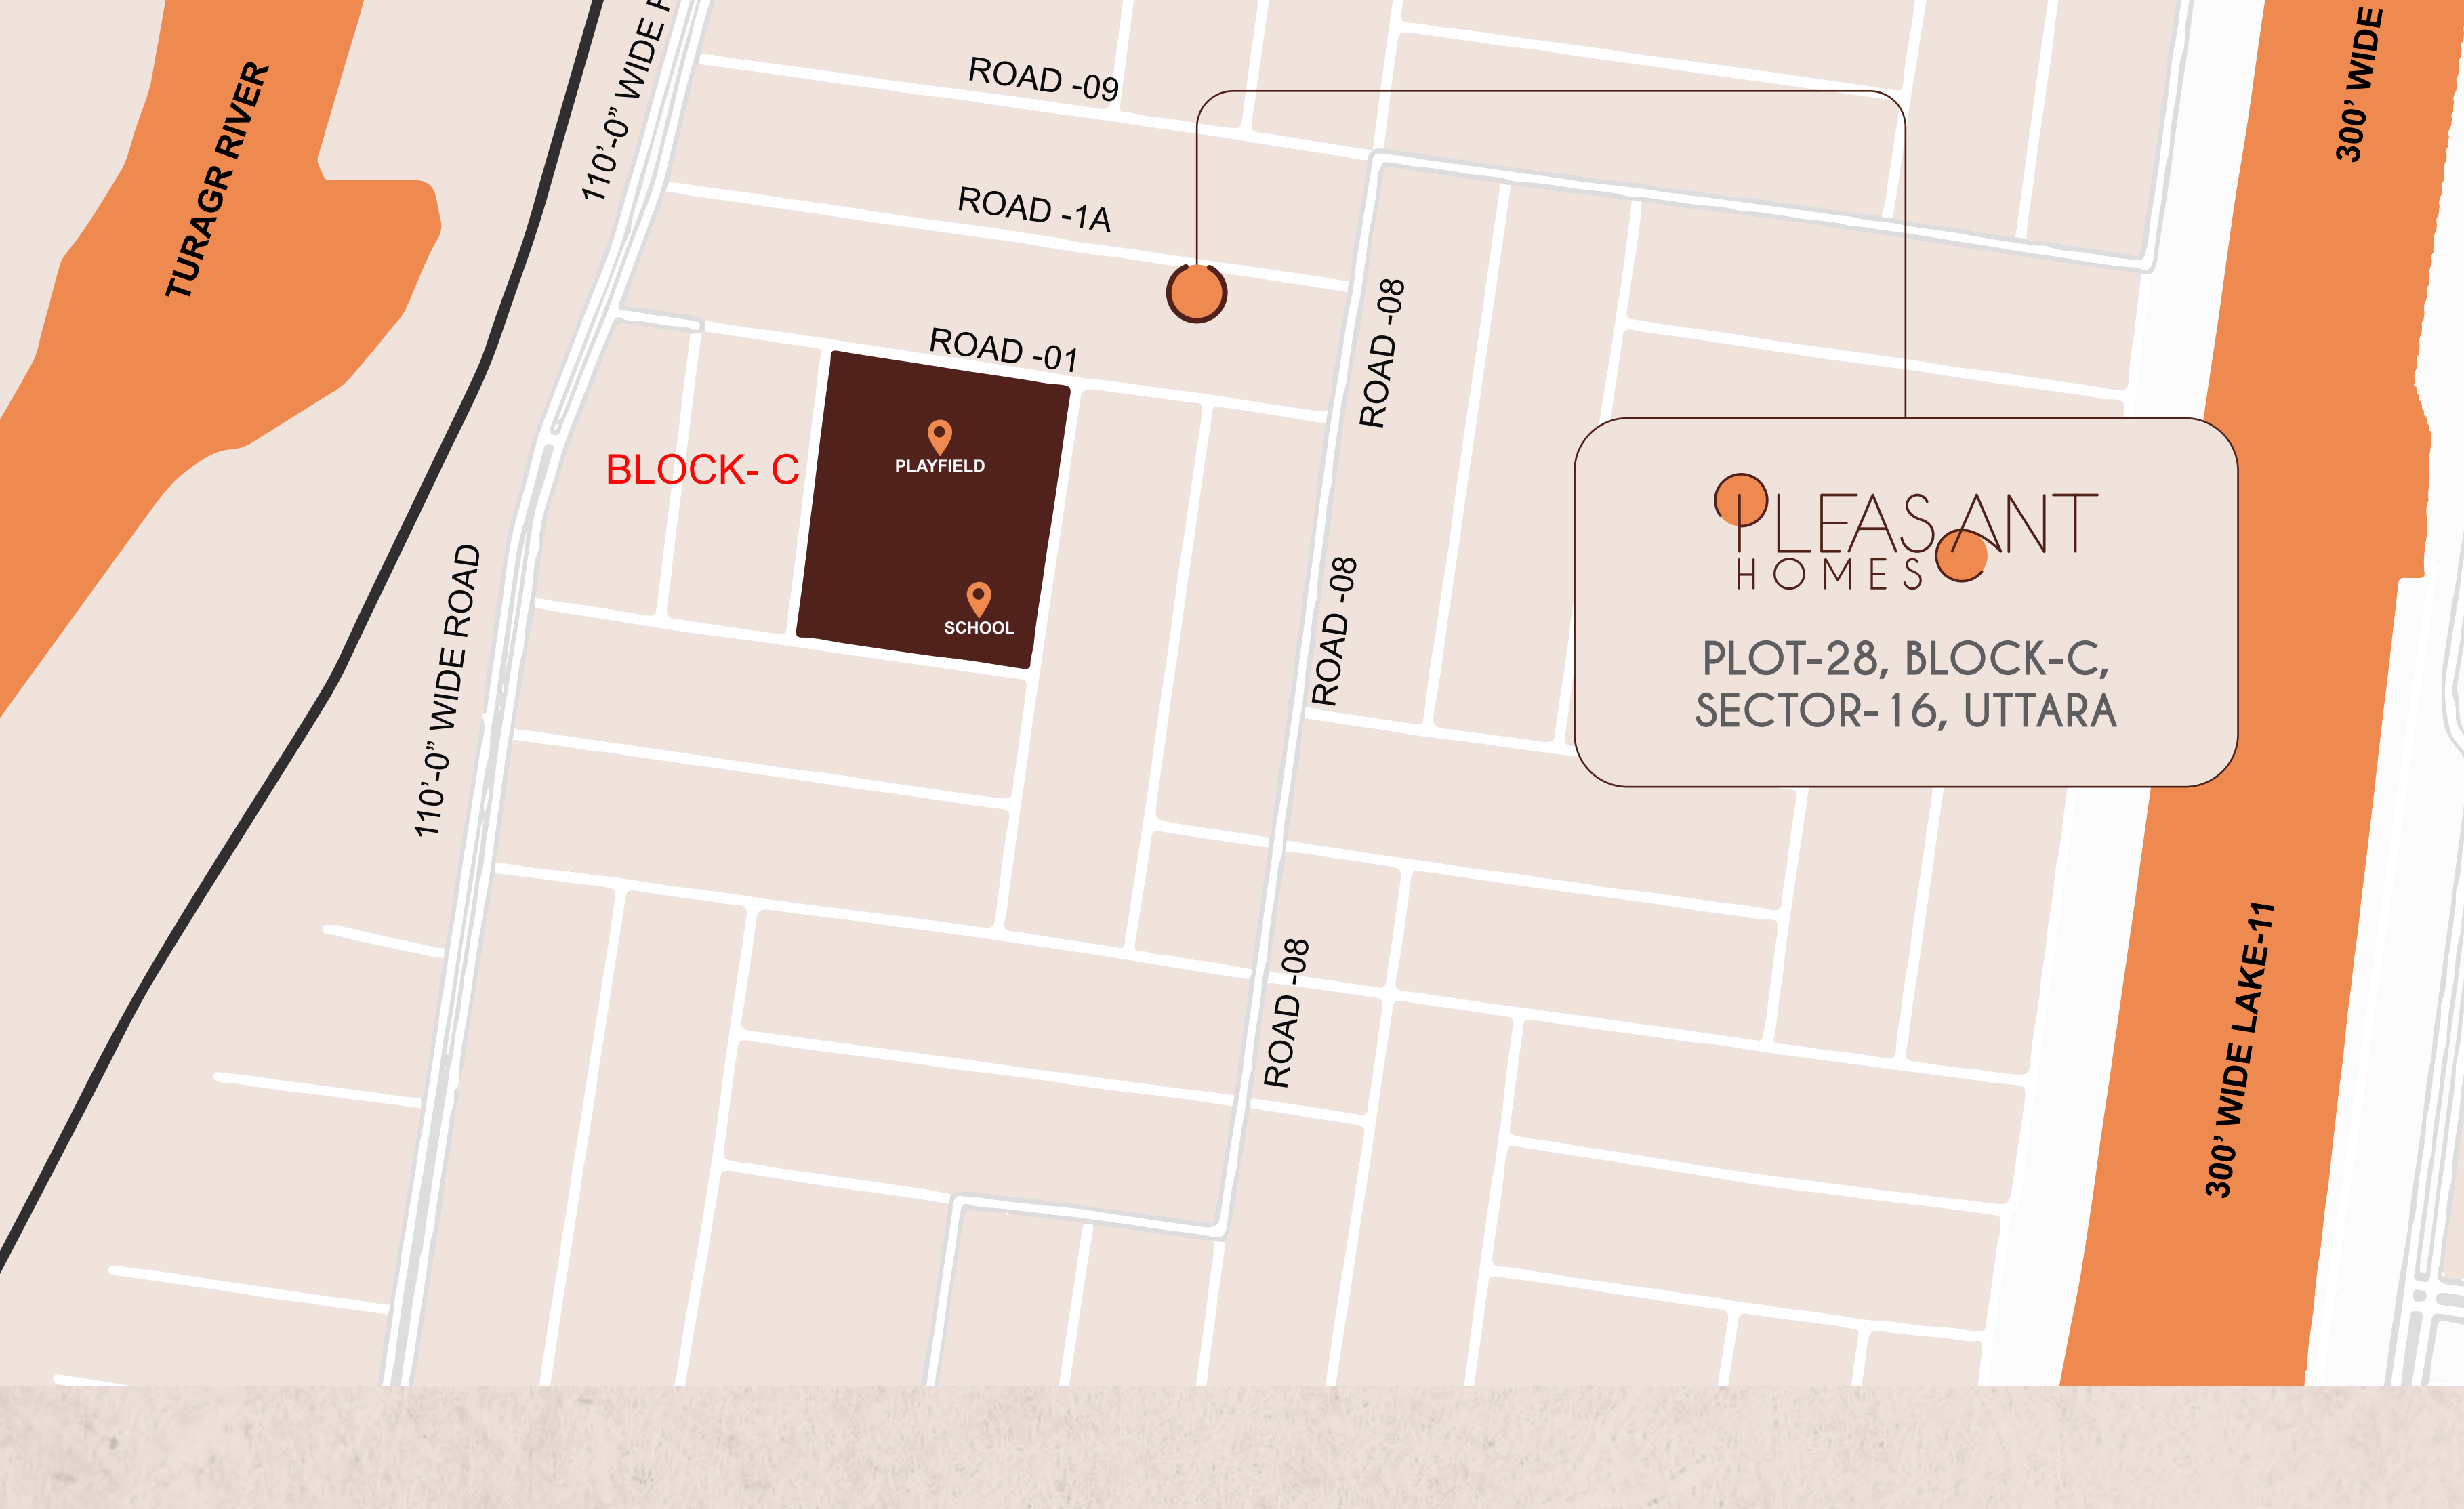 TURAGR RIVER
110'-0” WIDE
ROAD -09
300’ WIDE
ROAD -1A
ROAD -08
ROAD -01
BLOCK- C
PLAYFIELD
SCHOOL
PLEASANT
HOMES
PLOT-28, BLOCK-C,
SECTOR-16, UTTARA
110’-0” WIDE ROAD
ROAD -08
ROAD -08
300’ WIDE LAKE-11